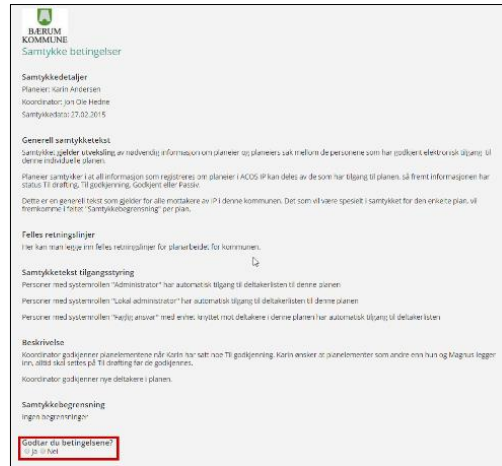 BÆRUM
KOMMUNE
Samtykke betingelser
Samtykkedetaljer
Planeier: Karin Andersen
Koordinator: Jon Ole Hedne
Samtykkedato: 27.02.2015
Generell samtykketekst
Samtykket gjelder utveksling av nødvendig informasjon om planeier og planeiers sak mellom de personene som har godkjent elektronisk tilgang til
denne individuelle planen.
Planeier samtykker i at all informasjon som registreres om planeier i ACOS IP kan deles av de som har tilgang til planen, så fremt informasjonen har
status Til drøfting, Til godkjenning, Godkjent eller Passiv.
Dette er en generell tekst som gjelder for alle mottakere av IP i denne kommunen. Det som vil være spesielt i samtykket for den enkelte plan, vil
fremkomme i feltet "Samtykkebegrensning" per plan.
Felles retningslinjer
Her kan man legge inn felles retningslinjer for planarbeidet for kommunen.
Samtykketekst tilgangsstyring
Personer med systemrollen "Administrator" har automatisk tilgang til deltakerlisten til denne planen
Personer med systemrollen "Lokal administrator" har automatisk tilgang til deltakerlisten til denne planen
Personer med systemrollen "Faglig ansvar" med enhet knyttet mot deltakere i denne planen har automatisk tilgang til deltakerlisten
Beskrivelse
Koordinator godkjenner planelementene når Karin har satt noe Til godkjenning. Karin ønsker at planelementer som andre enn hun og Magnus legger
inn, alltid skal settes på Til drøfting før de godkjennes.
Koordinator godkjenner nye deltakere i planen.
Samtykkebegrensning
Ingen begrensninger
Godtar du betingelsene?
Ja Nei